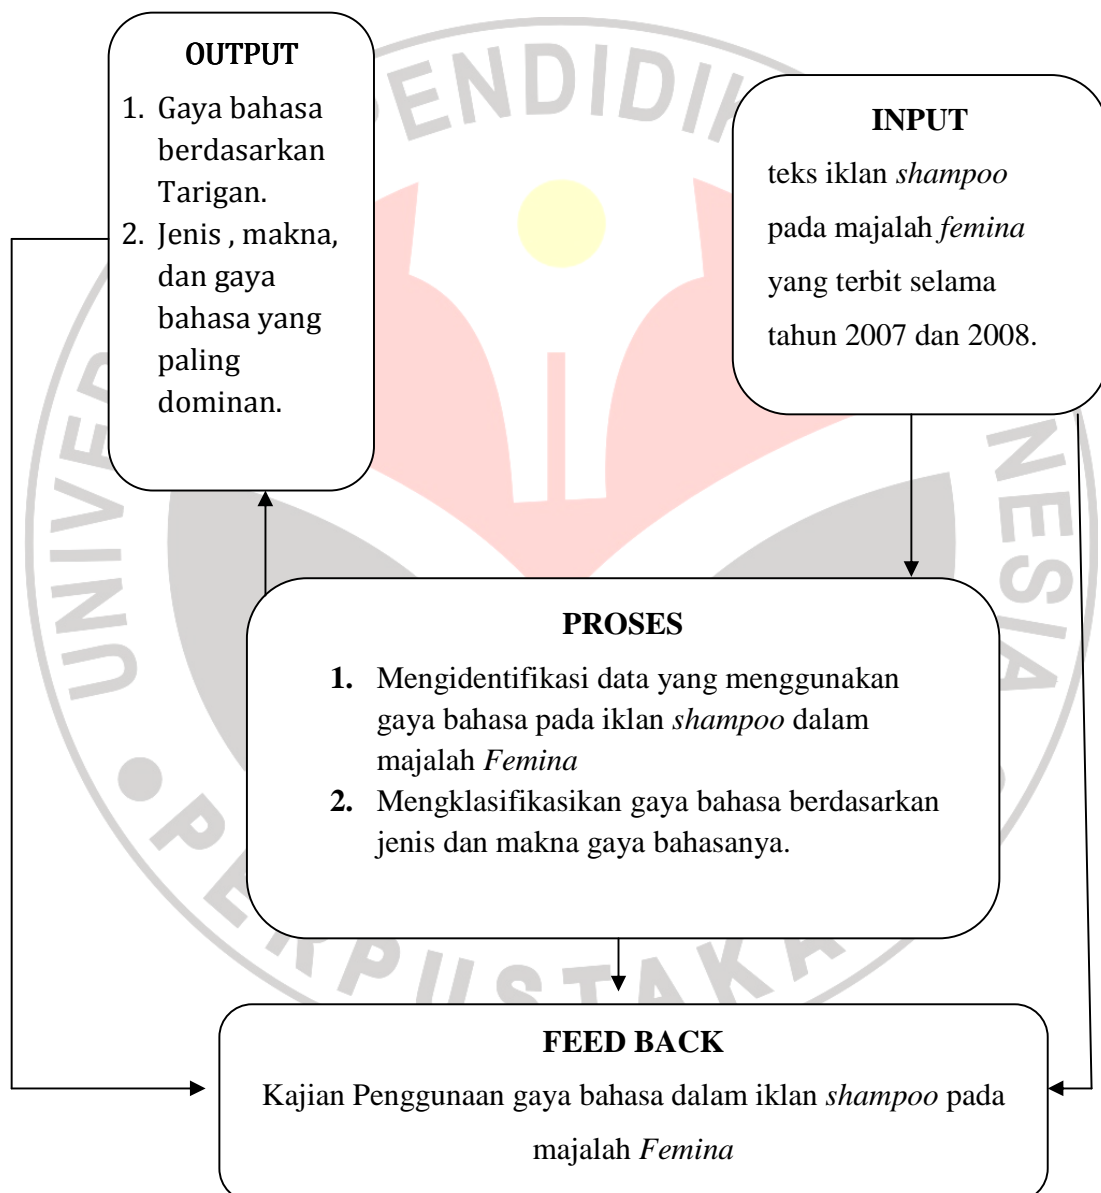 OUTPUT
1. Gaya bahasa
berdasarkan
Tarigan.
2. Jenis , makna,
dan gaya
bahasa yang
paling
dominan.
INPUT
teks iklan shampoo
pada majalah femina
yang terbit selama
tahun 2007 dan 2008.
PROSES
1. Mengidentifikasi data yang menggunakan
gaya bahasa pada iklan shampoo dalam
majalah Femina
2. Mengklasifikasikan gaya bahasa berdasarkan
jenis dan makna gaya bahasanya.
FEED BACK
Kajian Penggunaan gaya bahasa dalam iklan shampoo pada
majalah Femina